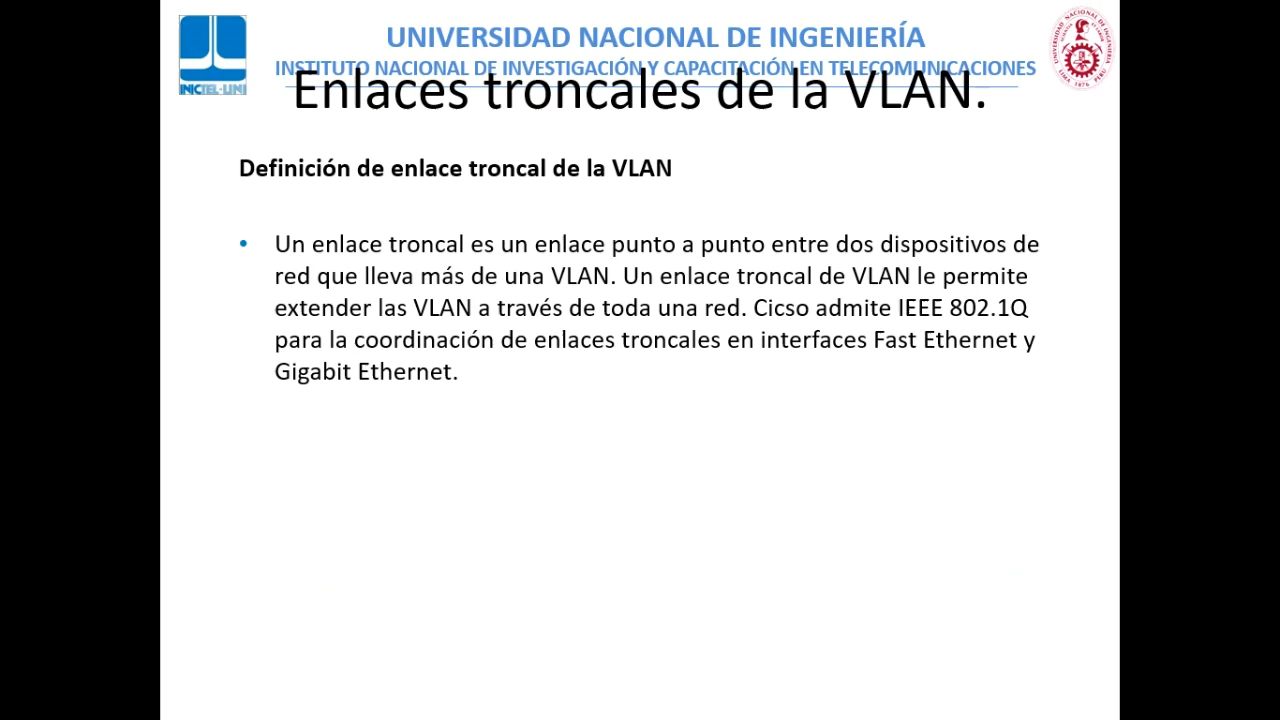 UNIVERSIDAD NACIONAL DE INGENIERÍA
INSTITUTO NACIONAL DE INVESTIGACIÓN Y CAPACITACIÓN EN TELECOMUNICACIONES
INICTEL-UNI
Enlaces troncales de la VLAN.
Definición de enlace troncal de la VLAN
• Un enlace troncal es un enlace punto a punto entre dos dispositivos de
red que lleva más de una VLAN. Un enlace troncal de VLAN le permite
extender las VLAN a través de toda una red. Cicso admite IEEE 802.1Q
para la coordinación de enlaces troncales en interfaces Fast Ethernet y
Gigabit Ethernet.